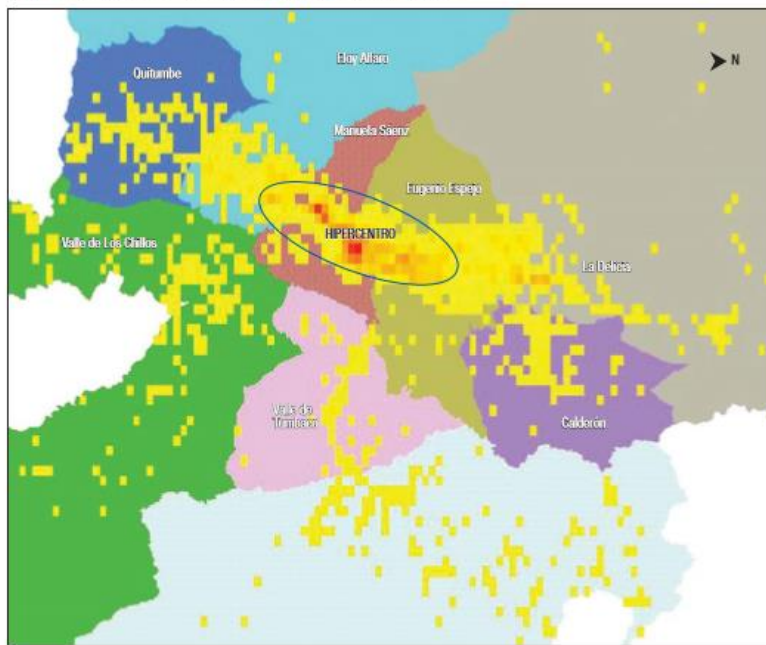 Eloy Alfaro
N
Quitumbe
Manuela Sáenz
Eugenio Espejo
HIPERCENTRO
Valle de Los Chillos
La Delicia
Valle de
Tumbaco
Calderón